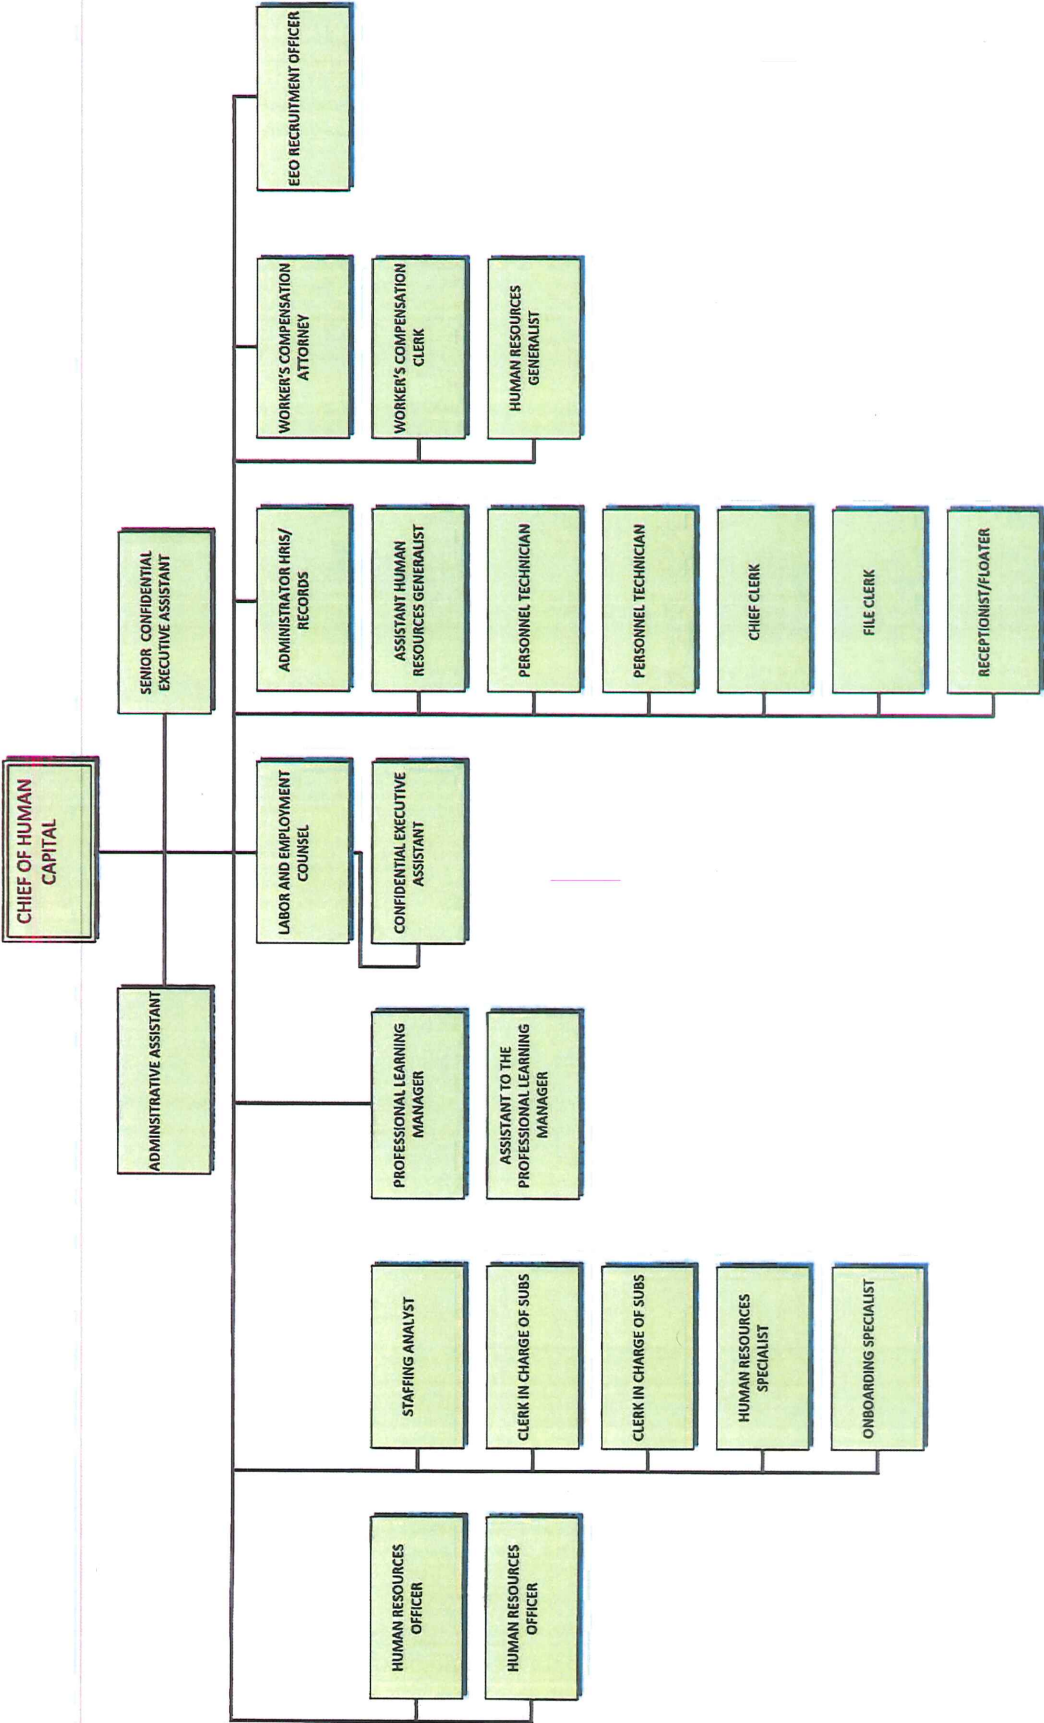 CHIEF OF HUMAN
CAPITAL
ADMINSITRATIVE ASSISTANT
SENIOR CONFIDENTIAL
EXECUTIVE ASSISTANT
HUMAN RESOURCES
OFFICER
HUMAN RESOURCES
OFFICER
STAFFING ANALYST
CLERK IN CHARGE OF SUBS
CLERK IN CHARGE OF SUBS
HUMAN RESOURCES
SPECIALIST
ONBOARDING SPECIALIST
PROFESSIONAL LEARNING
MANAGER
ASSISTANT TO THE
PROFESSIONAL LEARNING
MANAGER
LABOR AND EMPLOYMENT
COUNSEL
CONFIDENTIAL EXECUTIVE
ASSISTANT
ADMINISTRATOR HRIS/
RECORDS
ASSISTANT HUMAN
RESOURCES GENERALIST
PERSONNEL TECHNICIAN
PERSONNEL TECHNICIAN
CHIEF CLERK
FILE CLERK
RECEPTIONIST/FLOATER
WORKER'S COMPENSATION
ATTORNEY
WORKER'S COMPENSATION
CLERK
HUMAN RESOURCES
GENERALIST
EEO RECRUITMENT OFFICER